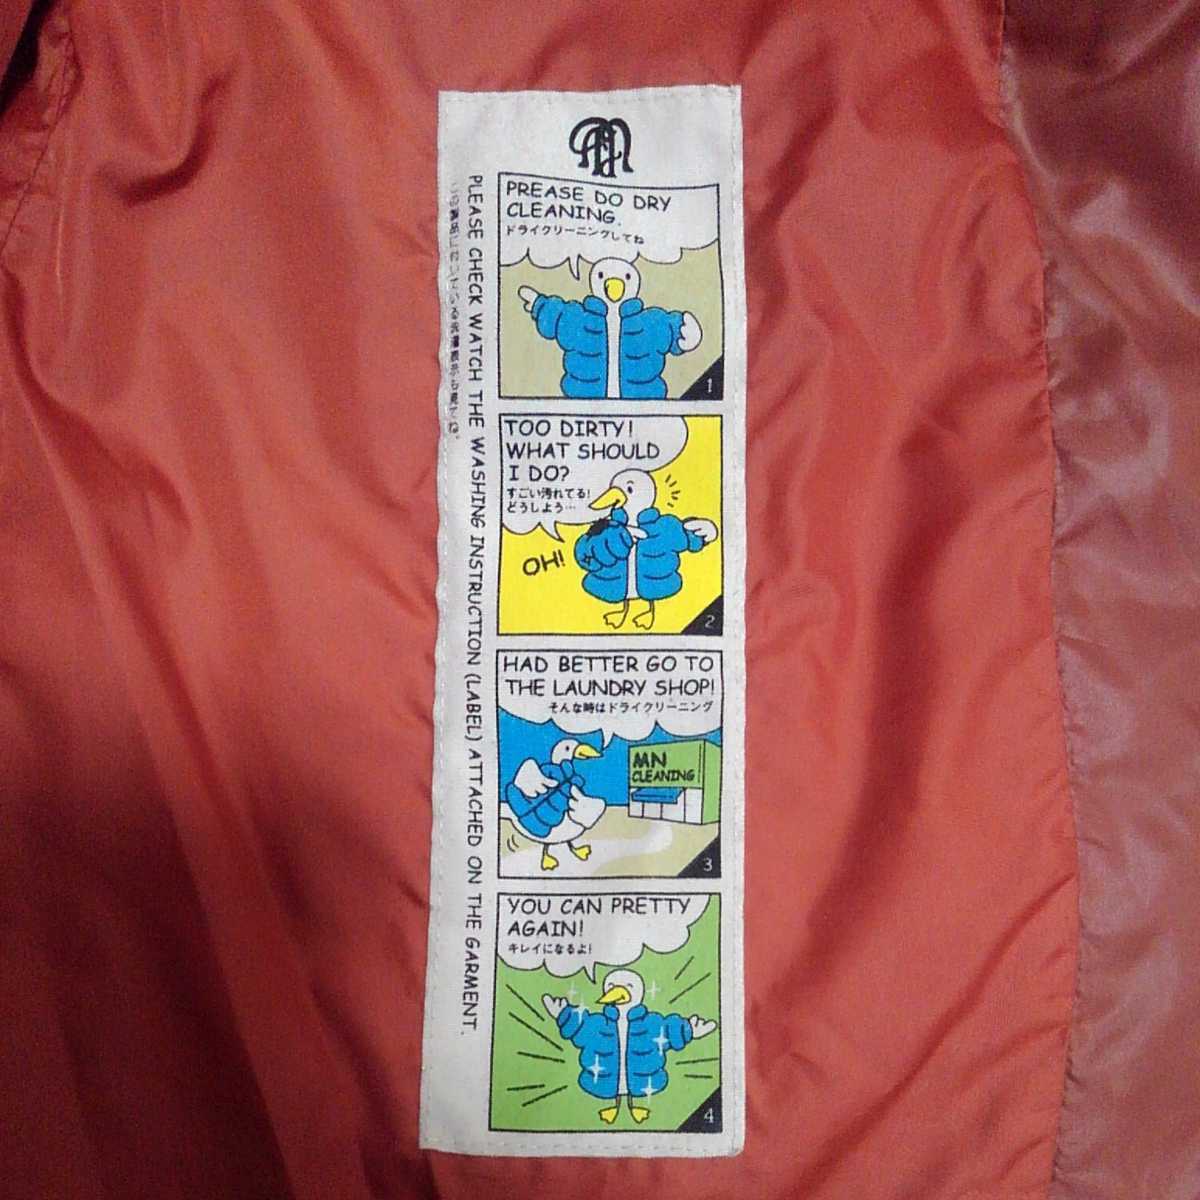 PREASE DO DRY
CLEANING.
ドライクリーニングしてね
1
TOO DIRTY!
WHAT SHOULD
I DO?
すごい汚れてる!
どうしよう…
OH!
2
HAD BETTER GO TO
THE LAUNDRY SHOP!
そんな時はドライクリーニング
MN
CLEANING
3
YOU CAN PRETTY
AGAIN!
キレイになるよ!
4
PLEASE CHECK WATCH THE WASHING INSTRUCTION (LABEL) ATTACHED ON THE GARMENT.